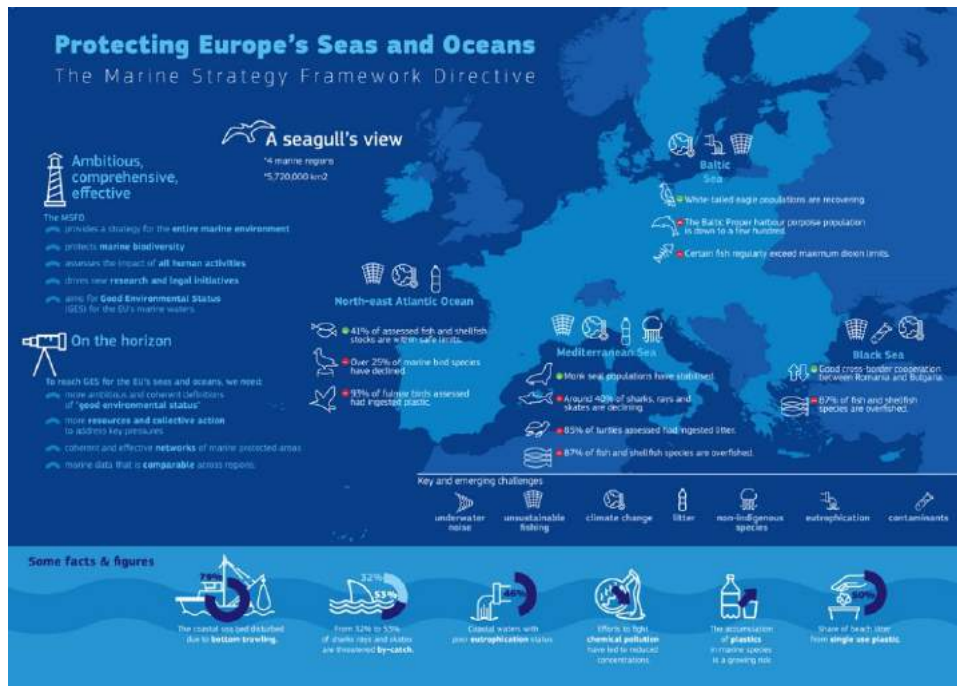 Protecting Europe's Seas and Oceans
The Marine Strategy Framework Directive
A seagull's view
*4 marine regions
*5,720,000 km2
Ambitious,
comprehensive,
effective
The MSFD
provides a strategy for the entire marine environment
protects marine biodiversity
assesses the impact of all human activities
drives new research and legal initiatives
aims for Good Environmental Status
(GES) for the EU's marine waters
On the horizon
To reach GES for the EU's seas and oceans, we need:
more ambitious and coherent definitions
of "good environmental status"
more resources and collective action
to address key pressures
coherent and effective networks of marine protected areas
marine data that is comparable across regions.
Baltic
Sea
White-tailed eagle populations are recovering
The Baltic Proper harbour porpoise population
is down to a few hundred.
Certain fish regularly exceed maximum dioxin limits.
North-east Atlantic Ocean
41% of assessed fish and shellfish
stocks are within safe limits.
Over 25% of marine bird species
have declined.
93% of fulmar birds assessed
had ingested plastic.
Mediterranean Sea
Monk seal populations have stabilised
Around 40% of sharks, rays and
skates are declining.
85% of turtles assessed had ingested litter.
87% of fish and shellfish species are overfished.
Black Sea
Good cross-border cooperation
between Romania and Bulgaria.
87% of fish and shellfish
species are overfished.
Key and emerging challenges
underwater
noise
unsustainable
fishing
climate change
litter
non-indigenous
species
eutrophication
contaminants
Some facts & figures
79%
The coastal sea bed disturbed
due to bottom trawling.
32%
53%
From 32% to 53%
of sharks rays and skates
are threatened by-catch.
46%
Coastal waters with
poor eutrophication status
Efforts to fight
chemical pollution
have led to reduced
concentrations
The accumulation
of plastics
in marine species
is a growing risk
50%
Share of beach litter
from single use plastic.